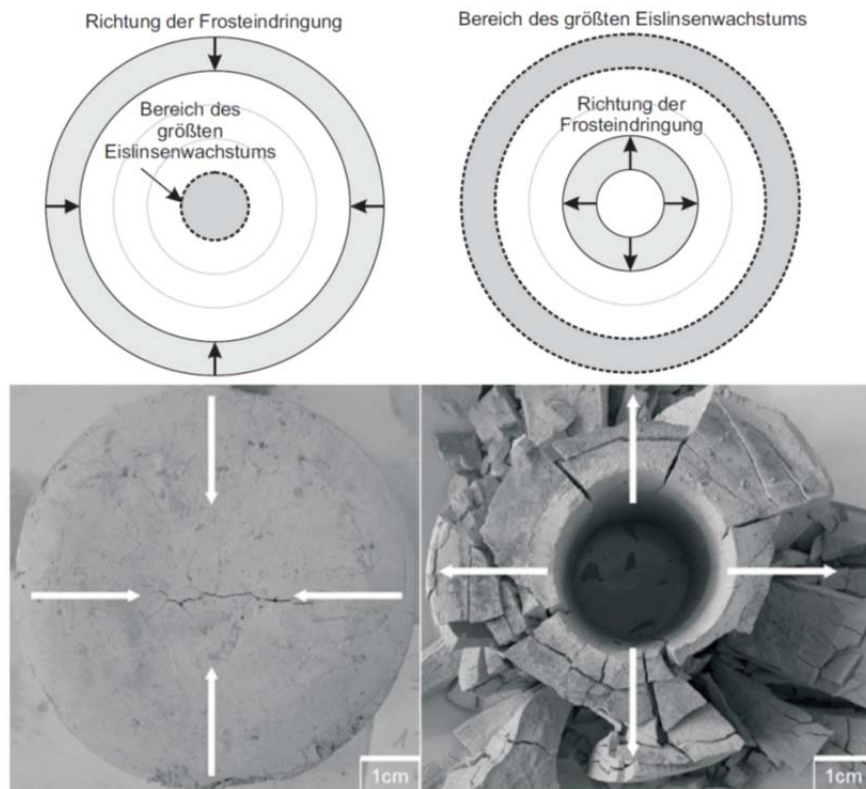 Richtung der Frosteindringung
Bereich des
größten
Eislinsenwachstums
Bereich des größten Eislinsenwachstums
Richtung der
Frosteindringung
1cm
1cm